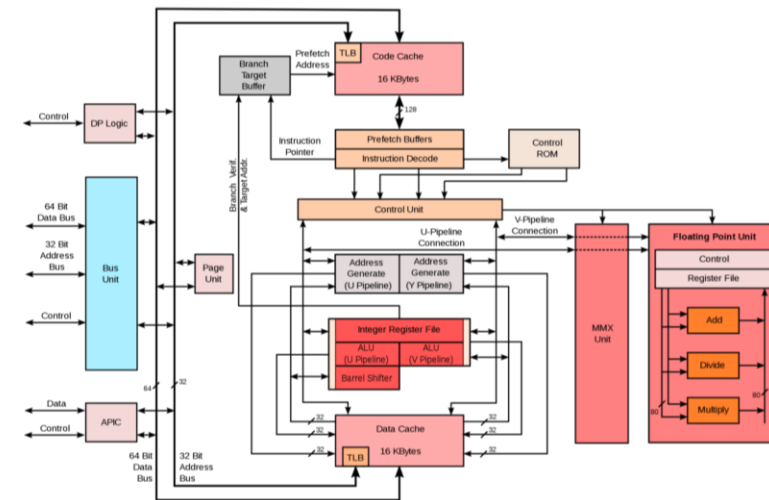 TLB
Code Cache
16 KBytes
Branch
Target
Buffer
Prefetch
Address
128
Control
DP Logic
Prefetch Buffers
Instruction Decode
Instruction
Pointer
Control
ROM
Branch Verif.
& Target Addr.
Control Unit
64 Bit
Data Bus
32 Bit
Address
Bus
Control
Bus
Unit
Page
Unit
U-Pipeline
Connection
V-Pipeline
Connection
Address
Generate
(U Pipeline)
Address
Generate
(Y Pipeline)
Floating Point Unit
Control
Register File
Add
Divide
Multiply
80
80
MMX
Unit
Integer Register File
ALU
(U Pipeline)
ALU
(V Pipeline)
Barrel Shifter
64
32
Data
Control
APIC
64 Bit
Data
Bus
32 Bit
Address
Bus
32
32
32
32
32
32
Data Cache
TLB
16 KBytes